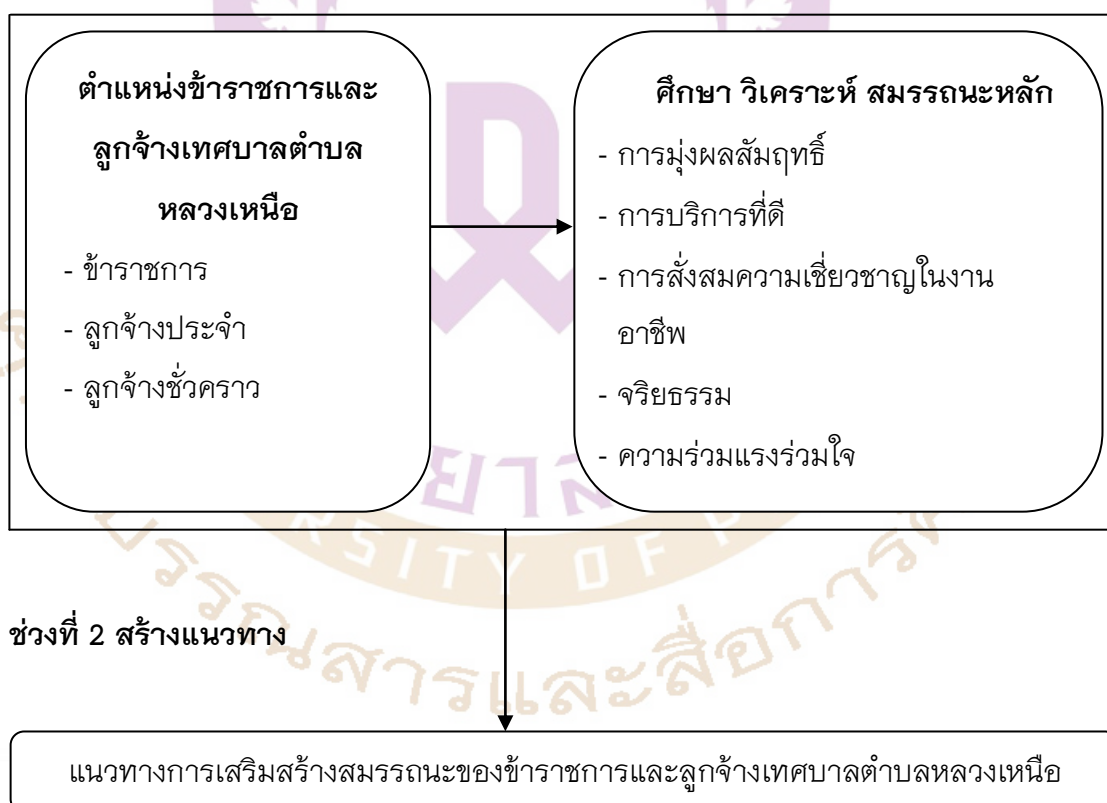 ตำแหน่งข้าราชการและ
ลูกจ้างเทศบาลตำบล
หลวงเหนือ
- ข้าราชการ
- ลูกจ้างประจำ
- ลูกจ้างชั่วคราว
ศึกษา วิเคราะห์ สมรรถนะหลัก
- การมุ่งผลสัมฤทธิ์
- การบริการที่ดี
- การสั่งสมความเชี่ยวชาญในงาน
อาชีพ
- จริยธรรม
- ความร่วมแรงร่วมใจ
ช่วงที่ 2 สร้างแนวทาง
แนวทางการเสริมสร้างสมรรถนะของข้าราชการและลูกจ้างเทศบาลตำบลหลวงเหนือ